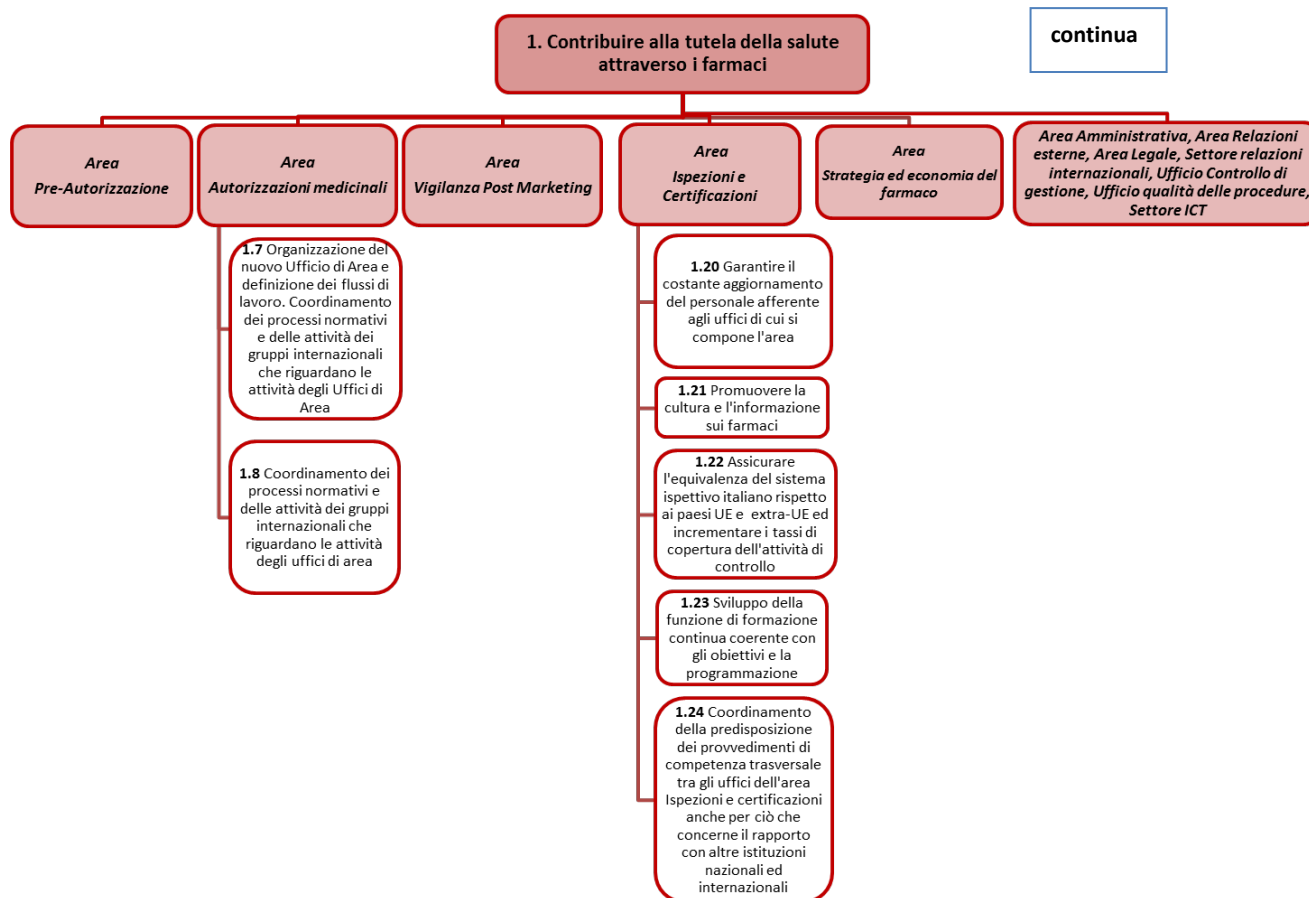 1. Contribuire alla tutela della salute
attraverso i farmaci
continua
Area
Pre-Autorizzazione
Area
Autorizzazioni medicinali
Area
Vigilanza Post Marketing
Area
Ispezioni e
Certificazioni
Area
Strategia ed economia del
farmaco
Area Amministrativa, Area Relazioni
esterne, Area Legale, Settore relazioni
internazionali, Ufficio Controllo di
gestione, Ufficio qualità delle procedure,
Settore ICT
1.7 Organizzazione del
nuovo Ufficio di Area e
definizione dei flussi di
lavoro. Coordinamento
dei processi normativi
e delle attività dei
gruppi internazionali
che riguardano le
attività degli Uffici di
Area
1.8 Coordinamento dei
processi normativi e
delle attività dei gruppi
internazionali che
riguardano le attività
degli uffici di area
1.20 Garantire il
costante aggiornamento
del personale afferente
agli uffici di cui si
compone l'area
1.21 Promuovere la
cultura e l'informazione
sui farmaci
1.22 Assicurare
l'equivalenza del sistema
ispettivo italiano rispetto
ai paesi UE e extra-UE ed
incrementare i tassi di
copertura dell'attività di
controllo
1.23 Sviluppo della
funzione di formazione
continua coerente con
gli obiettivi e la
programmazione
1.24 Coordinamento
della predisposizione
dei provvedimenti di
competenza trasversale
tra gli uffici dell'area
Ispezioni e certificazioni
anche per ciò che
concerne il rapporto
con altre istituzioni
nazionali ed
internazionali